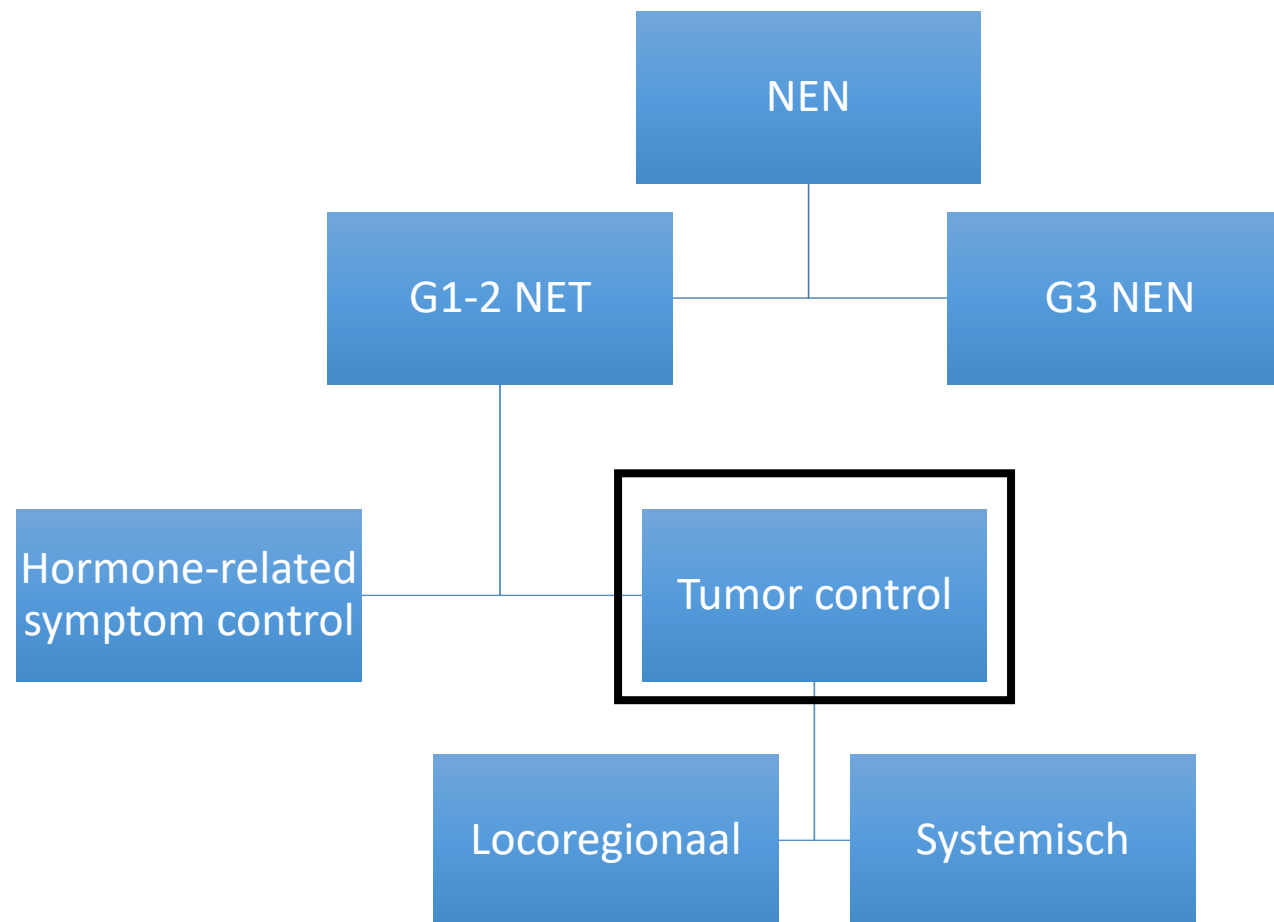 NEN
G1-2 NET
G3 NEN
Hormone-related
symptom control
Tumor control
Locoregionaal
Systemisch